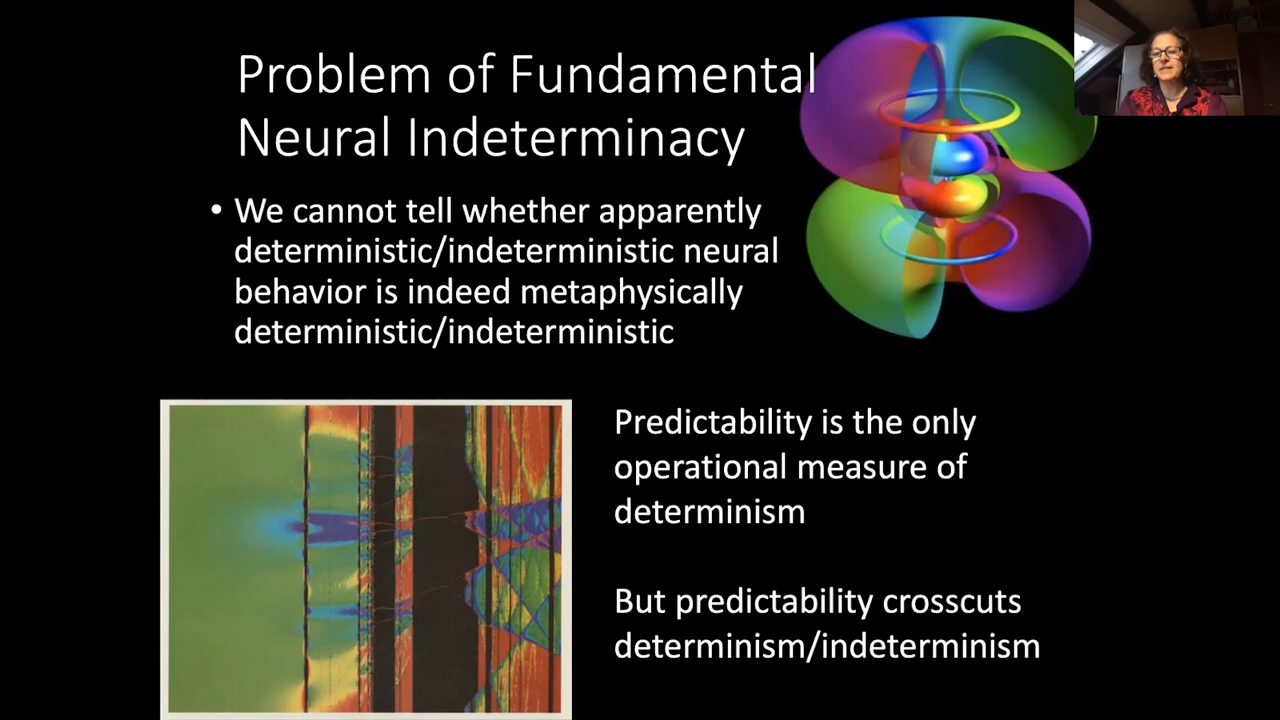 Problem of Fundamental
Neural Indeterminacy
• We cannot tell whether apparently
deterministic/indeterministic neural
behavior is indeed metaphysically
deterministic/indeterministic
Predictability is the only
operational measure of
determinism
But predictability crosscuts
determinism/indeterminism